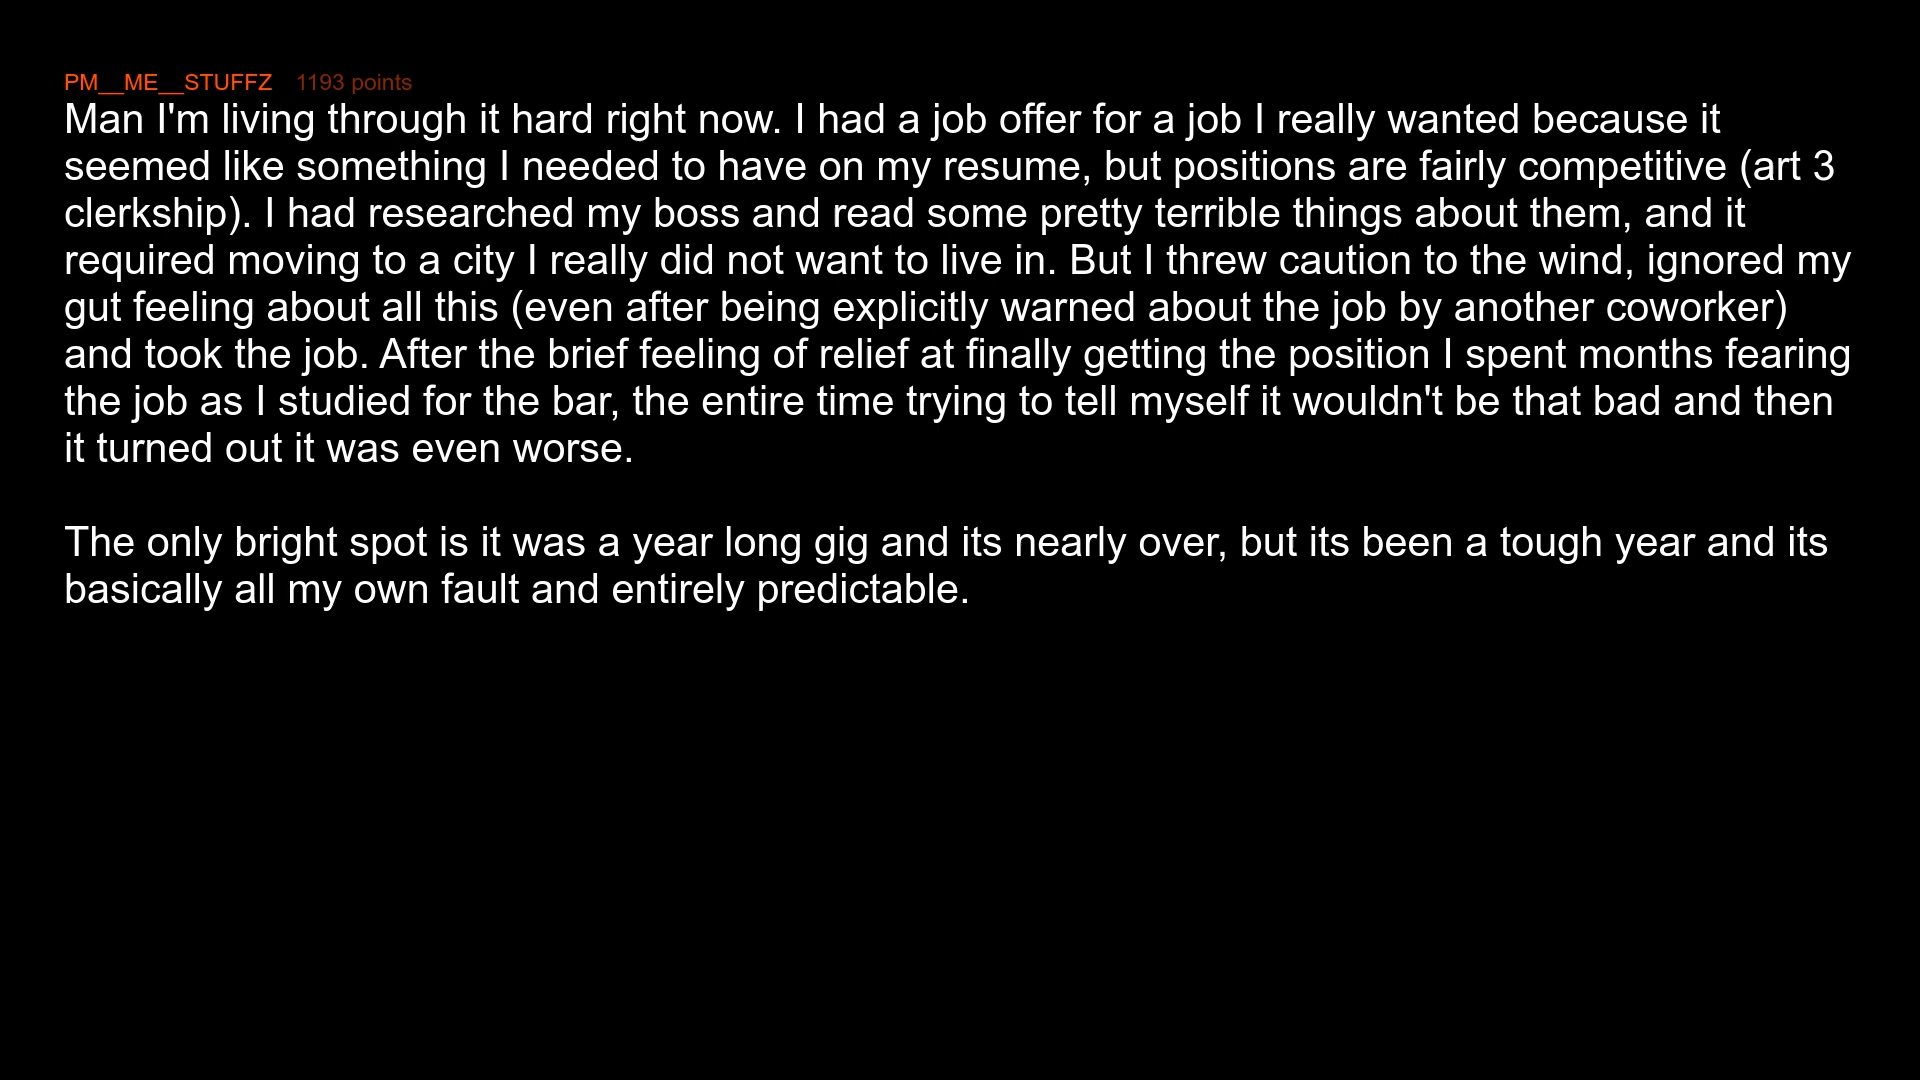 PM__ME__STUFFZ 1193 points
Man I'm living through it hard right now. I had a job offer for a job I really wanted because it
seemed like something I needed to have on my resume, but positions are fairly competitive (art 3
clerkship). I had researched my boss and read some pretty terrible things about them, and it
required moving to a city I really did not want to live in. But I threw caution to the wind, ignored my
gut feeling about all this (even after being explicitly warned about the job by another coworker)
and took the job. After the brief feeling of relief at finally getting the position I spent months fearing
the job as I studied for the bar, the entire time trying to tell myself it wouldn't be that bad and then
it turned out it was even worse.
The only bright spot is it was a year long gig and its nearly over, but its been a tough year and its
basically all my own fault and entirely predictable.